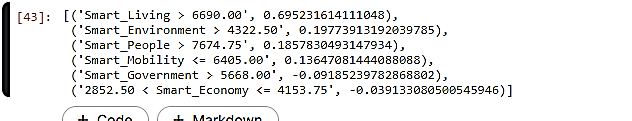 [43]: [('Smart_Living > 6690.00', 0.695231614111048),
('Smart_Environment > 4322.50', 0.19773913192039785),
('Smart_People > 7674.75', 0.1857830493147934),
('Smart_Mobility <= 6405.00', 0.13647081444088088),
('Smart_Government > 5668.00', -0.09185239782868802),
('2852.50 < Smart_Economy <= 4153.75', -0.039133080500545946)]
+ Code + Markdown